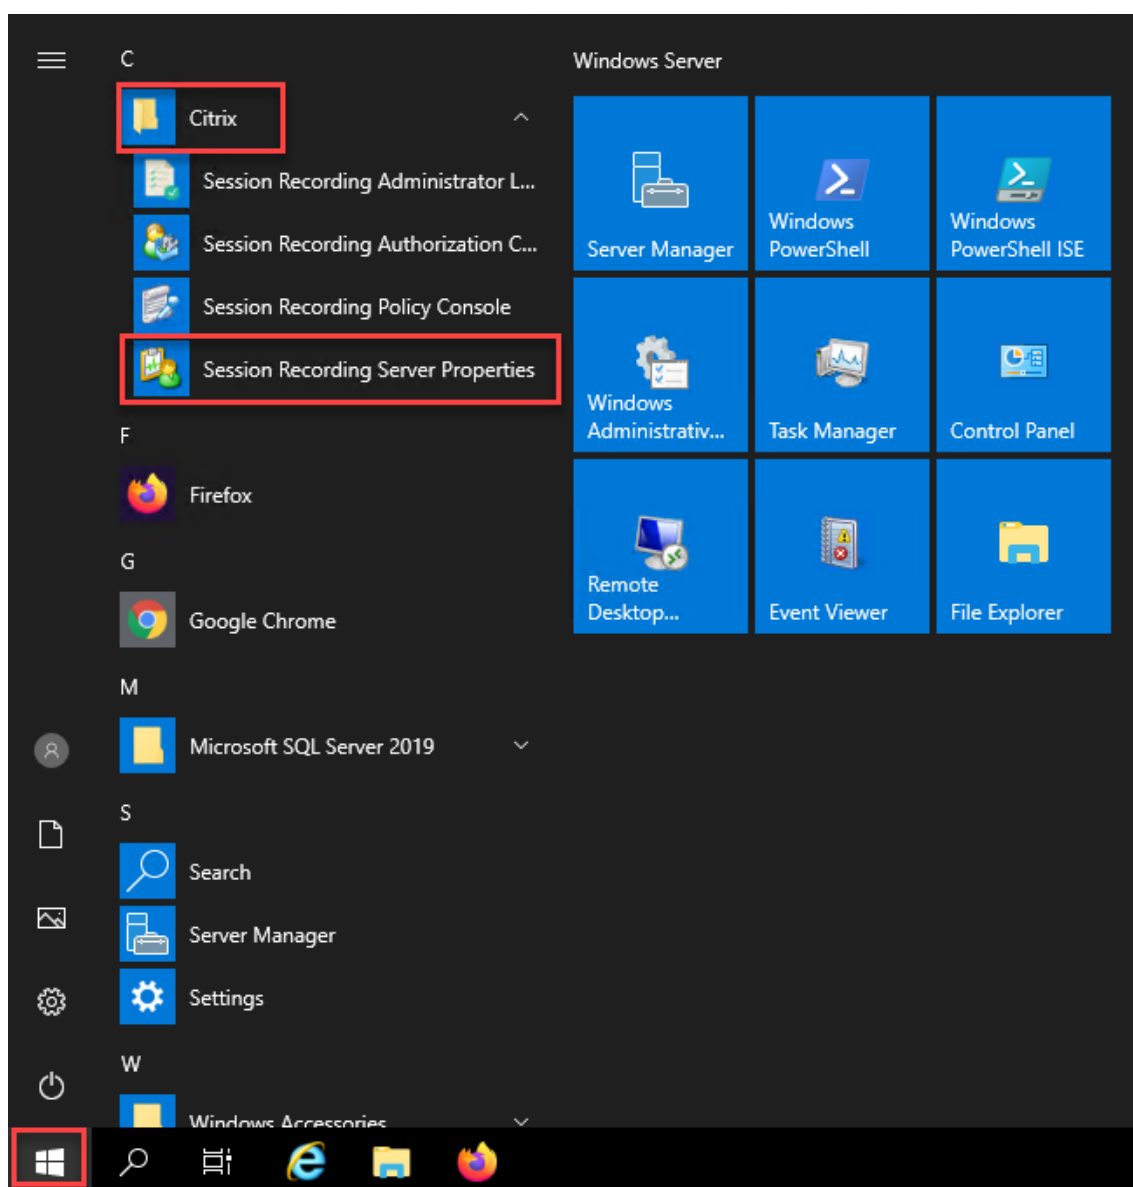 C
Citrix
Session Recording Administrator L...
Session Recording Authorization C...
Session Recording Policy Console
Session Recording Server Properties
F
Firefox
G
Google Chrome
M
Microsoft SQL Server 2019
S
Search
Server Manager
Settings
W
Windows Accessories
Windows Server
Server Manager
Windows
PowerShell
Windows
PowerShell ISE
Windows
Administrativ...
Task Manager
Control Panel
Remote
Desktop...
Event Viewer
File Explorer